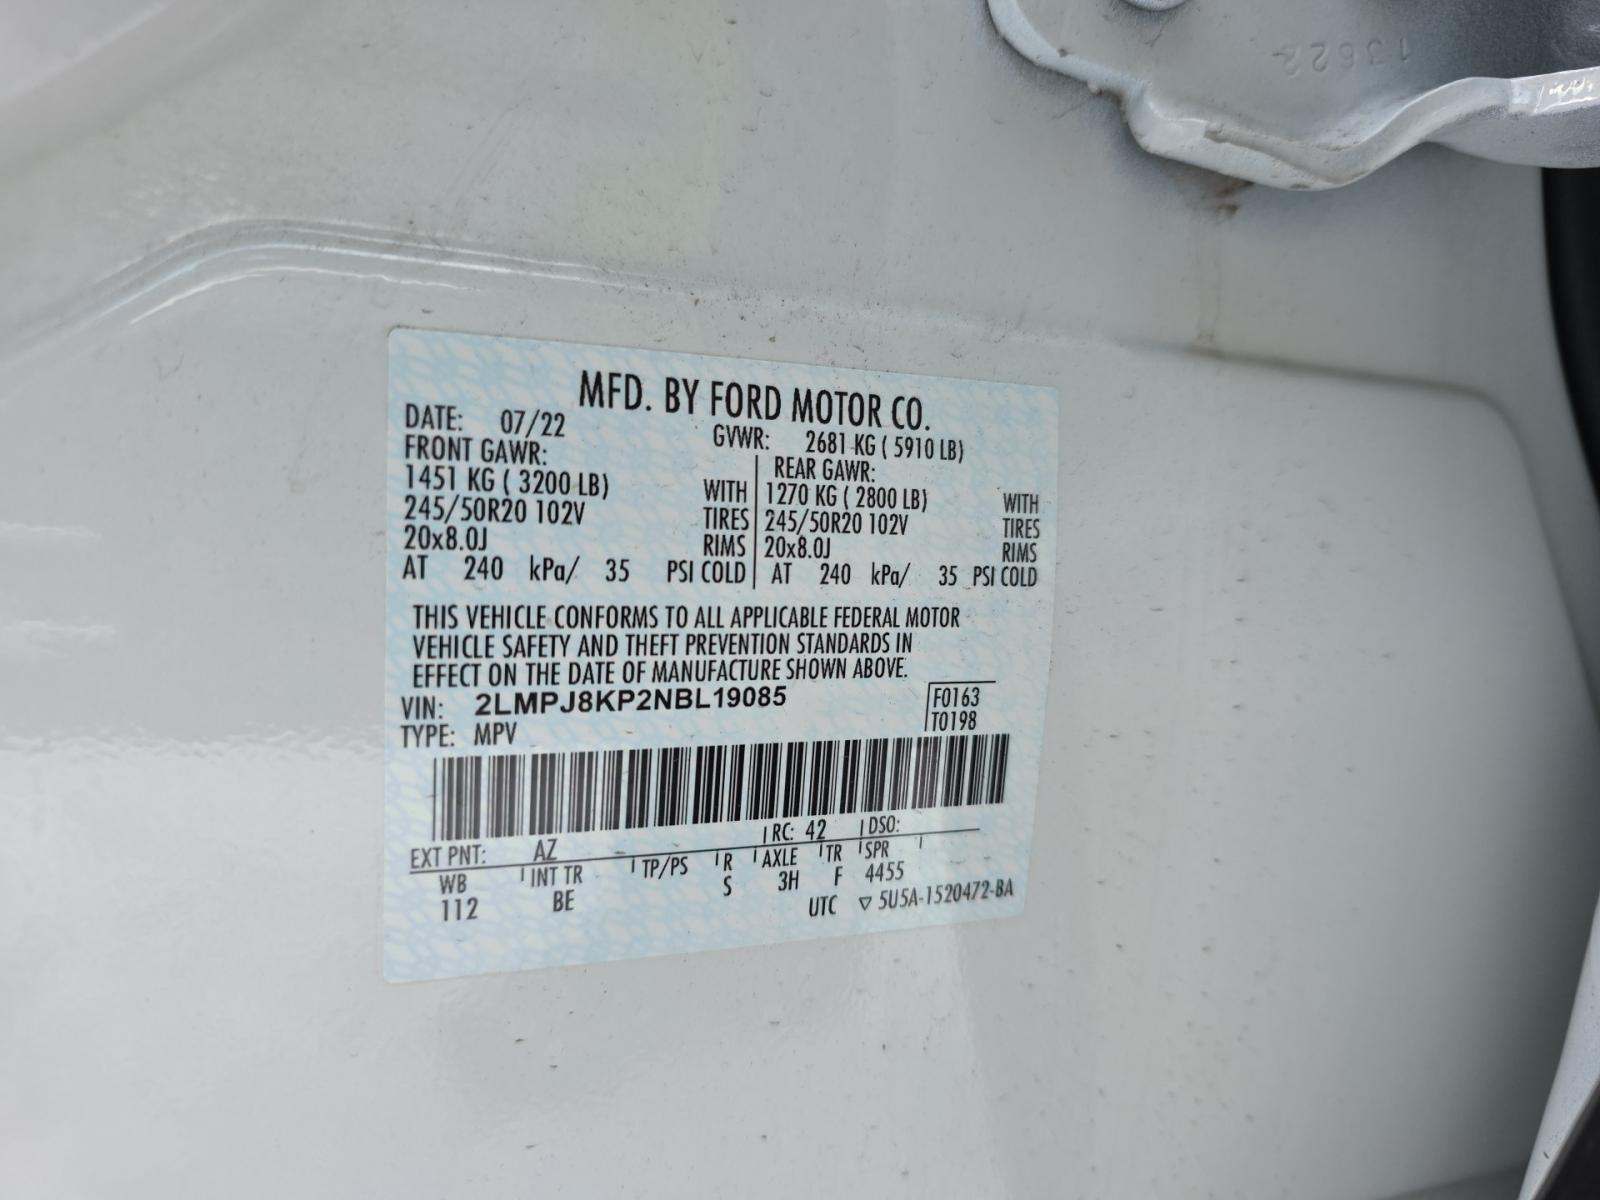 13622
MFD. BY FORD MOTOR CO.
DATE: 07/22 GVWR: 2681 KG ( 5910 LB)
FRONT GAWR: REAR GAWR:
1451 KG ( 3200 LB) WITH 1270 KG ( 2800 LB) WITH
245/50R20 102V TIRES 245/50R20 102V TIRES
20x8.0J RIMS 20x8.0J RIMS
AT 240 kPa/ 35 PSI COLD AT 240 kPa/ 35 PSI COLD
THIS VEHICLE CONFORMS TO ALL APPLICABLE FEDERAL MOTOR
VEHICLE SAFETY AND THEFT PREVENTION STANDARDS IN
EFFECT ON THE DATE OF MANUFACTURE SHOWN ABOVE.
VIN: 2LMPJ8KP2NBL19085 F0163
TYPE: MPV T0198
EXT PNT: AZ RC: 42 DSO:
WB INT TR TP/PS R AXLE TR SPR
112 BE S 3H F 4455
UTC ▽ 5U5A-1520472-BA